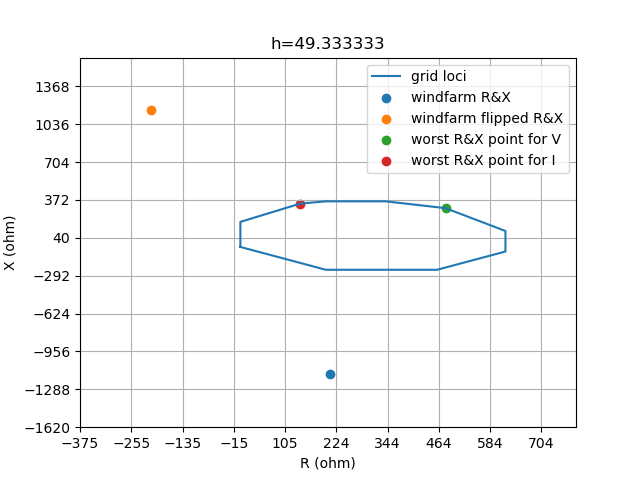 h=49.333333
grid loci
windfarm R&X
windfarm flipped R&X
worst R&X point for V
worst R&X point for I
X (ohm)
1368
1036
704
372
40
−292
−624
−956
−1288
−1620
−375 −255 −135 −15 105 224 344 464 584 704
R (ohm)